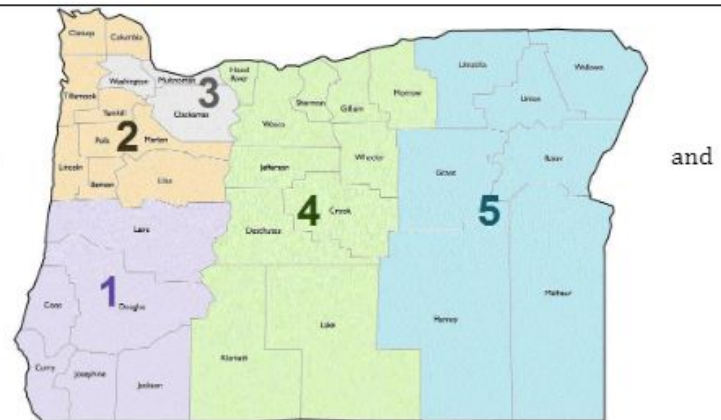 Clatsop
Columbia
Washington
Multnomah
3
Clackamas
Tillamook
Yamhill
2
Polk
Marion
Lincoln
Benton
Linn
Hood
River
Wasco
Sherman
Gilliam
Morrow
Jefferson
Wheeler
4
Deschutes
Crook
Klamath
Lake
Umatilla
Union
Wallowa
Grant
Baker
5
Harney
Malheur
Lane
1
Coos
Douglas
Curry
Josephine
Jackson
and